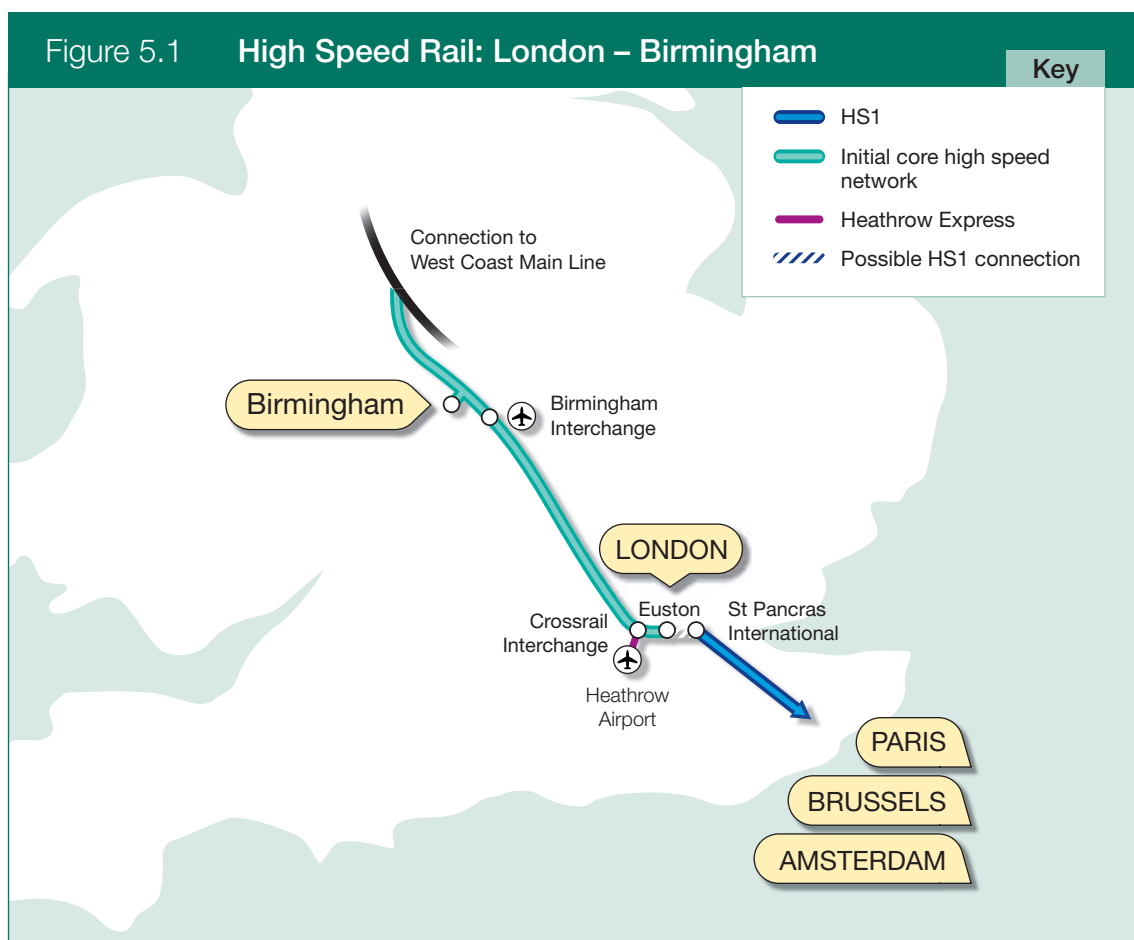 Figure 5.1 High Speed Rail: London – Birmingham
Key
HS1
Initial core high speed
network
Heathrow Express
Possible HS1 connection
Connection to
West Coast Main Line
Birmingham
Birmingham
Interchange
LONDON
Crossrail
Interchange
Euston
St Pancras
International
Heathrow
Airport
PARIS
BRUSSELS
AMSTERDAM